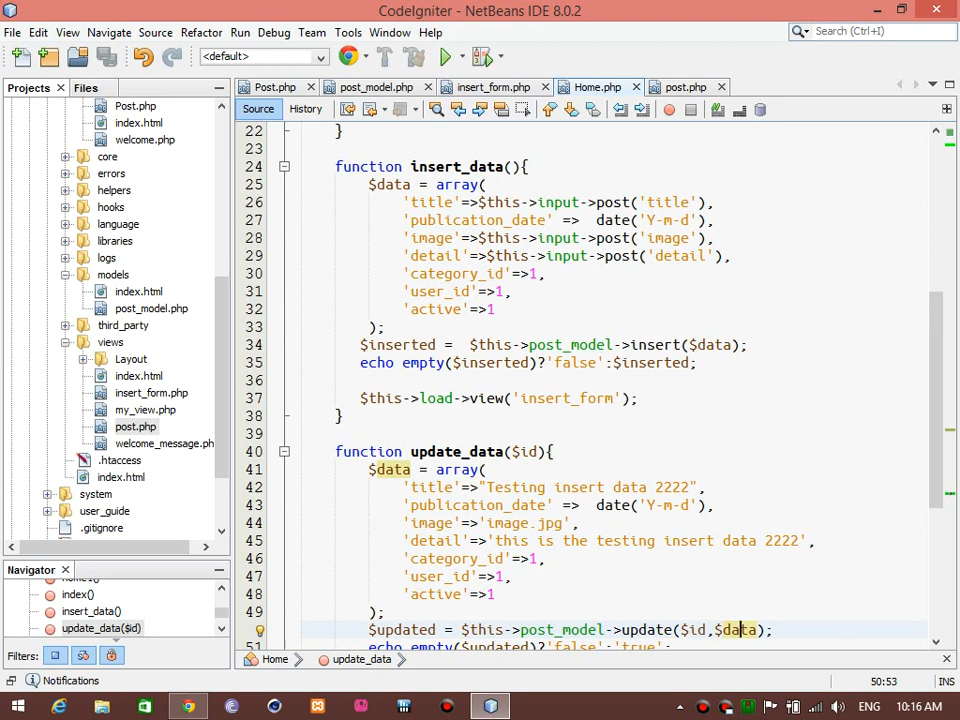 CodeIgniter - NetBeans IDE 8.0.2
File Edit View Navigate Source Refactor Run Debug Team Tools Window Help
Search (Ctrl+I)
<default>
Projects Files
Post.php post_model.php insert_form.php Home.php post.php
Source History
Post.php
index.html
welcome.php
core
errors
helpers
hooks
language
libraries
logs
models
index.html
post_model.php
third_party
views
Layout
index.html
insert_form.php
my_view.php
post.php
welcome_message.ph
.htaccess
index.html
system
user_guide
.gitignore
Navigator
index()
insert_data()
update_data($id)
Filters:
22 }
23
24 function insert_data(){
25 $data = array(
26 'title'=>$this->input->post('title'),
27 'publication_date' => date('Y-m-d'),
28 'image'=>$this->input->post('image'),
29 'detail'=>$this->input->post('detail'),
30 'category_id'=>1,
31 'user_id'=>1,
32 'active'=>1
33 );
34 $inserted = $this->post_model->insert($data);
35 echo empty($inserted)?'false':$inserted;
36
37 $this->load->view('insert_form');
38 }
39
40 function update_data($id){
41 $data = array(
42 'title'=>"Testing insert data 2222",
43 'publication_date' => date('Y-m-d'),
44 'image'=>'image.jpg',
45 'detail'=>'this is the testing insert data 2222',
46 'category_id'=>1,
47 'user_id'=>1,
48 'active'=>1
49 );
$updated = $this->post_model->update($id,$data);
51 echo empty($updated)?'false':'true';
Home update_data
Notifications
50:53 INS
ENG 10:16 AM